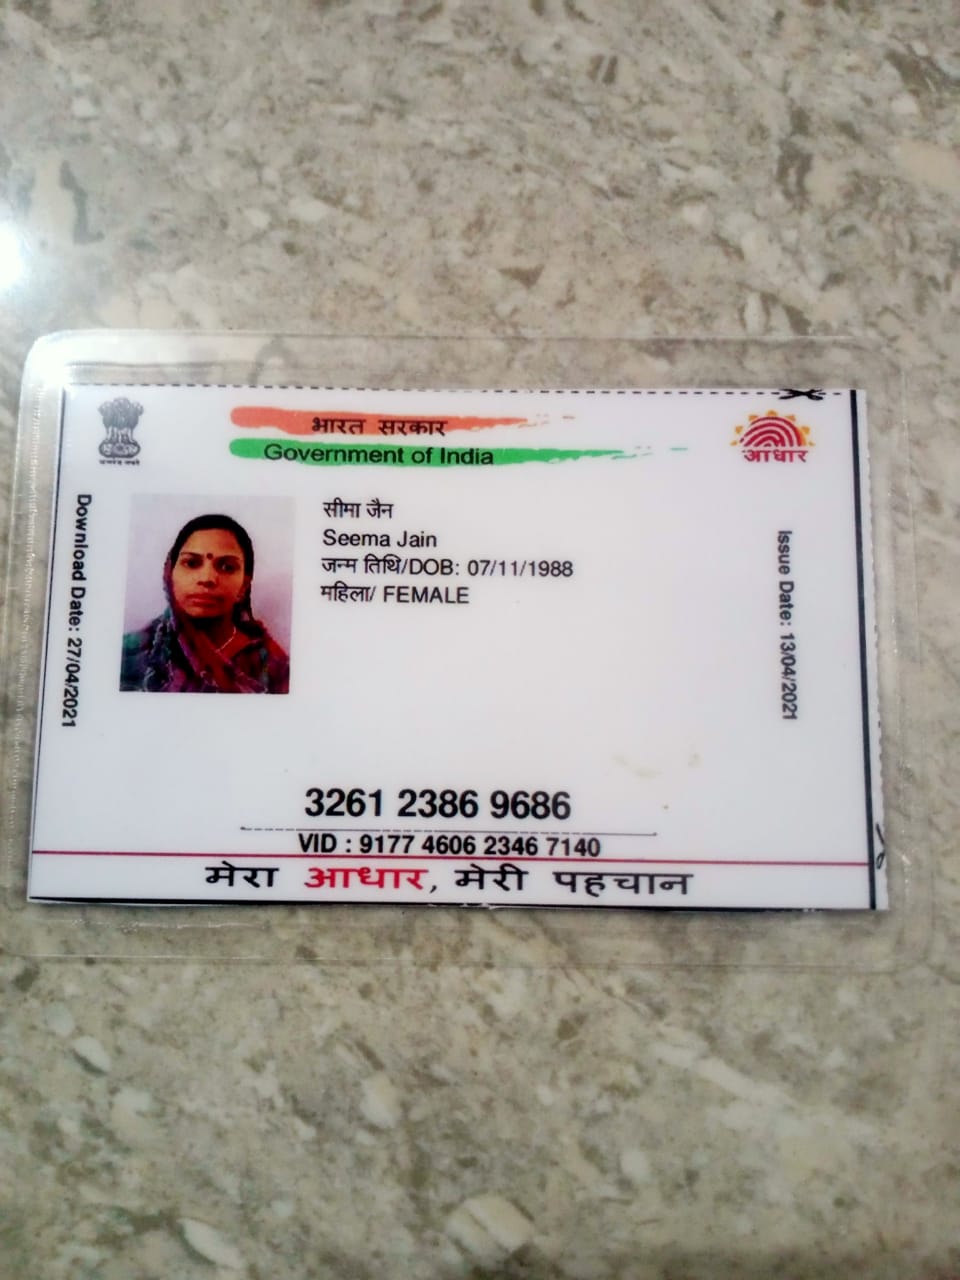 भारत सरकार
Government of India
आधार
Download Date: 27/04/2021
सीमा जैन
Seema Jain
जन्म तिथि/DOB: 07/11/1988
महिला/ FEMALE
Issue Date: 13/04/2021
3261 2386 9686
VID : 9177 4606 2346 7140
मेरा आधार, मेरी पहचान